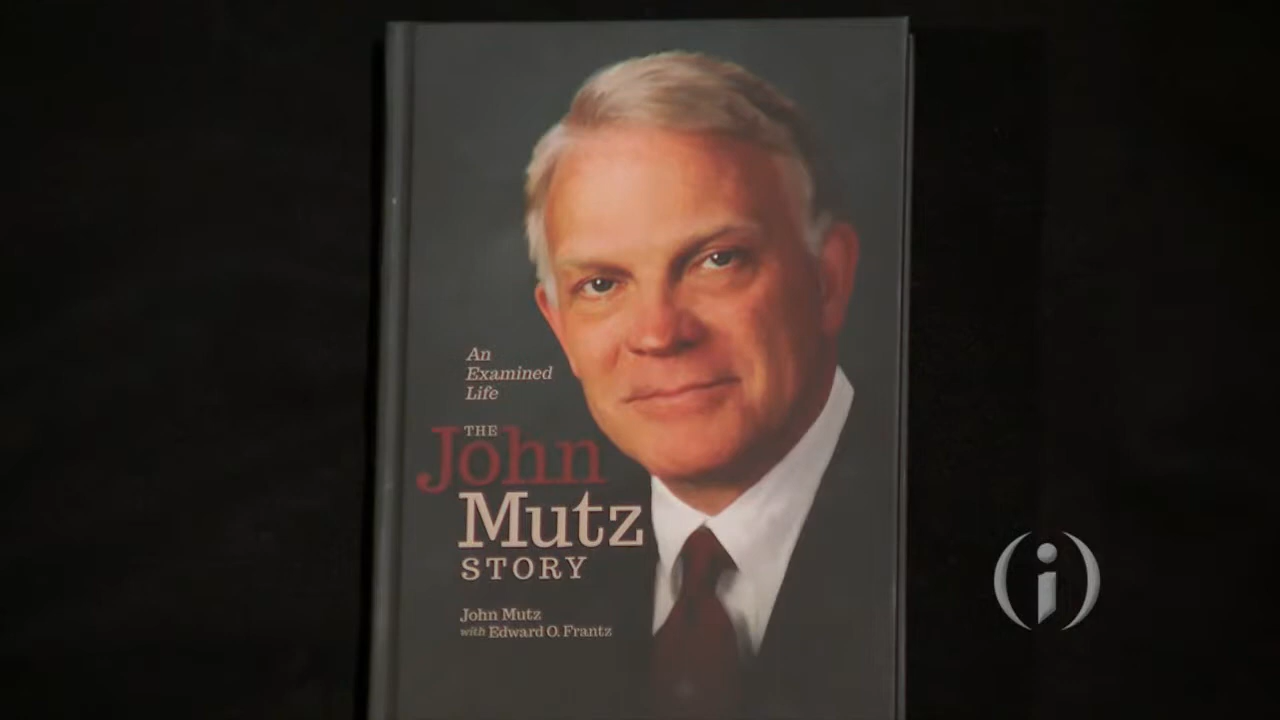 An
Examined
Life
THE
John
Mutz
STORY
John Mutz
with Edward O. Frantz
(i)